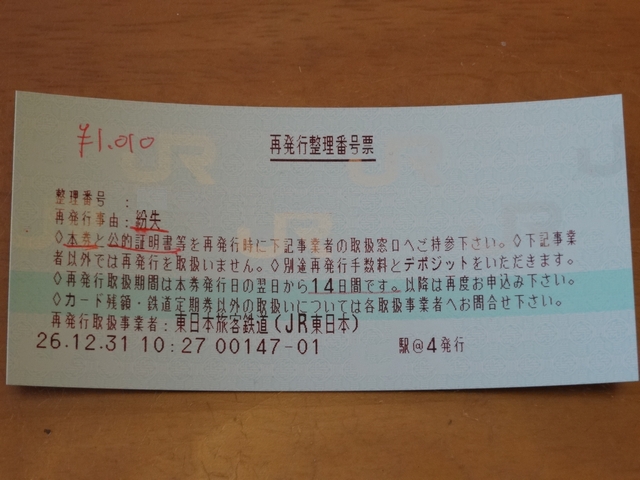 ¥1,010
再発行整理番号票
整理番号 :
再発行事由:紛失
◇本券と公的証明書等を再発行時に下記事業者の取扱窓口へご持参下さい。◇下記事業
者以外では再発行を取扱いません。◇別途再発行手数料とデポジットをいただきます。
◇再発行取扱期間は本券発行日の翌日から14日間です。以降は再度お申込み下さい。
◇カード残額・鉄道定期券以外の取扱いについては各取扱事業者へお問合せ下さい。
再発行取扱事業者:東日本旅客鉄道(JR東日本)
26.12.31 10:27 00147-01 駅@4発行